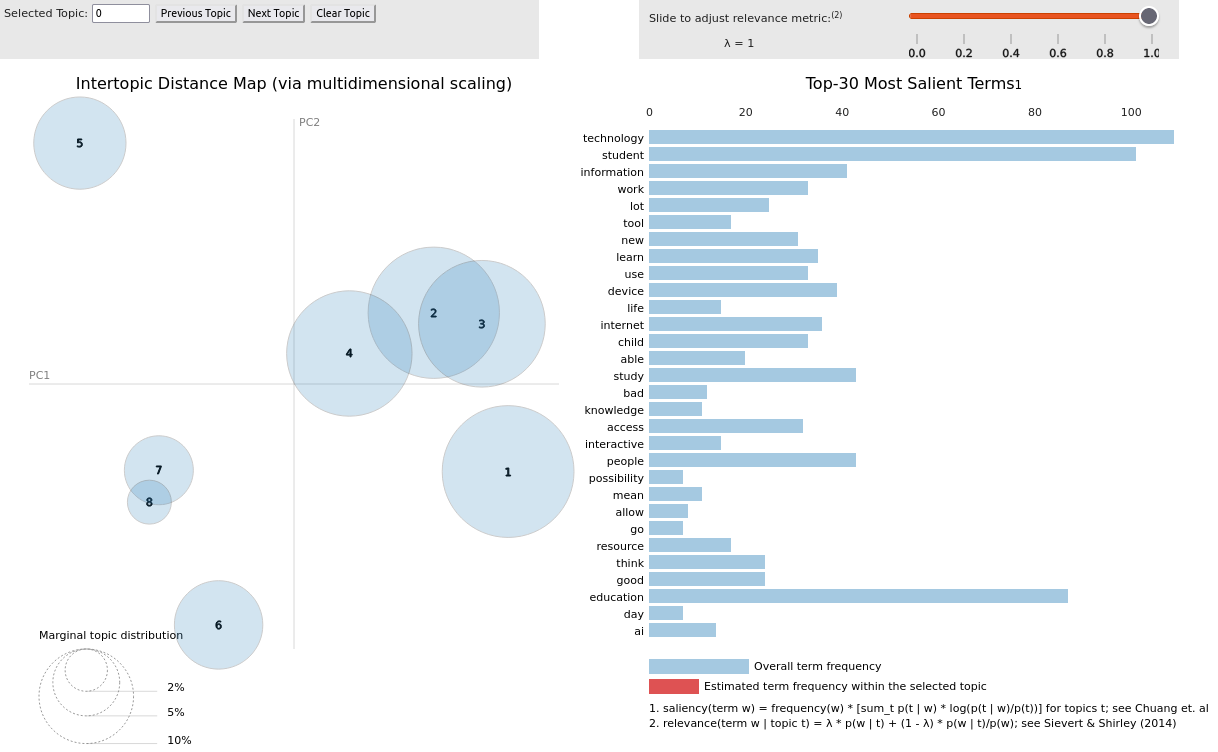 Selected Topic: 0 Previous Topic Next Topic Clear Topic
Slide to adjust relevance metric:(2)
λ = 1
0.0 0.2 0.4 0.6 0.8 1.0
Intertopic Distance Map (via multidimensional scaling)
PC2
PC1
5
2
3
4
7
1
8
6
Marginal topic distribution
2%
5%
10%
Top-30 Most Salient Terms1
0 20 40 60 80 100
technology
student
information
work
lot
tool
new
learn
use
device
life
internet
child
able
study
bad
knowledge
access
interactive
people
possibility
mean
allow
go
resource
think
good
education
day
ai
Overall term frequency
Estimated term frequency within the selected topic
1. saliency(term w) = frequency(w) * [sum_t p(t | w) * log(p(t | w)/p(t))] for topics t; see Chuang et. al
2. relevance(term w | topic t) = λ * p(w | t) + (1 - λ) * p(w | t)/p(w); see Sievert & Shirley (2014)